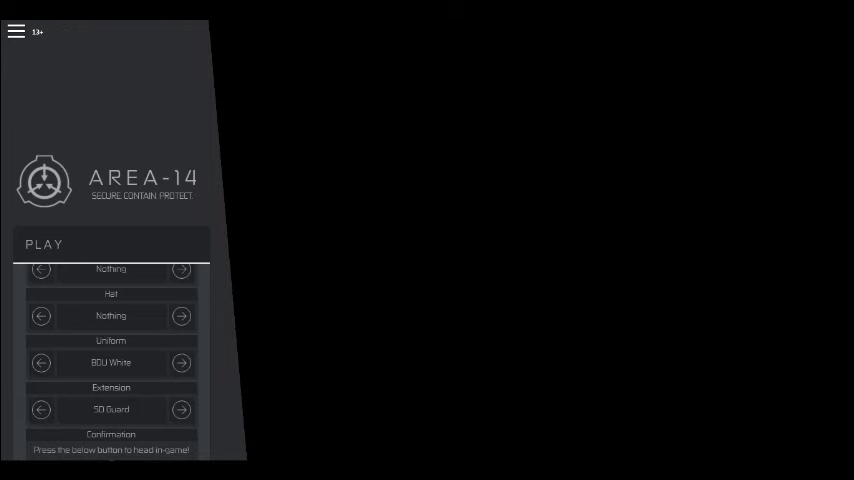 13+
AREA-14
SECURE. CONTAIN. PROTECT.
PLAY
Nothing
Hat
Nothing
Uniform
BDU White
Extension
SD Guard
Confirmation
Press the below button to head in-game!